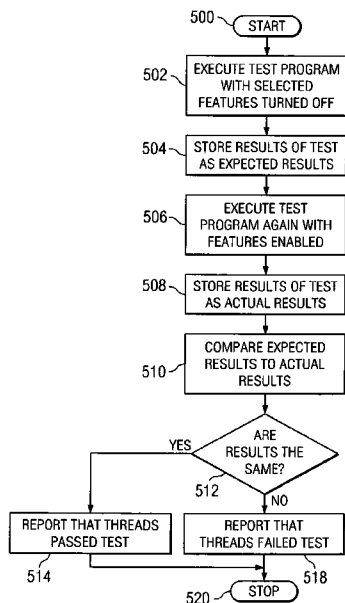 500
START
502
EXECUTE TEST PROGRAM
WITH SELECTED
FEATURES TURNED OFF
504
STORE RESULTS OF TEST
AS EXPECTED RESULTS
506
EXECUTE TEST
PROGRAM AGAIN WITH
FEATURES ENABLED
508
STORE RESULTS OF TEST
AS ACTUAL RESULTS
510
COMPARE EXPECTED
RESULTS TO ACTUAL
RESULTS
YES
ARE
RESULTS THE
SAME?
512
NO
REPORT THAT THREADS
PASSED TEST
514
REPORT THAT
THREADS FAILED TEST
518
520
STOP